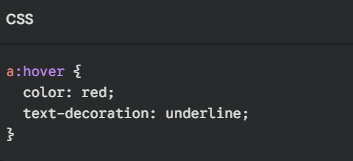 CSS
a:hover {
  color: red;
  text-decoration: underline;
}